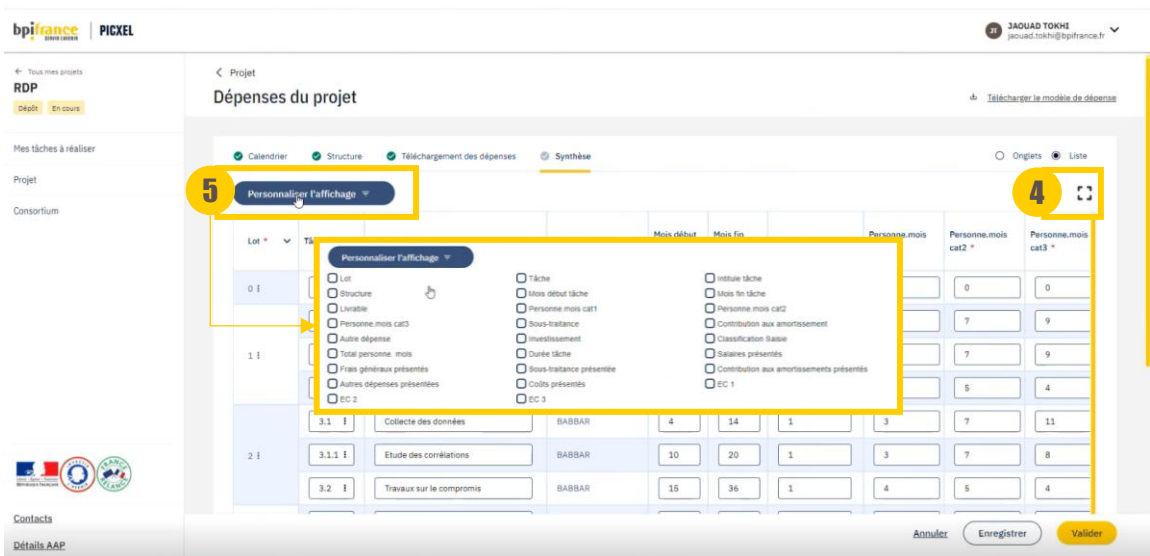 bpifrance PICXEL
SERVIR L'AVENIR
JT JAOUAD TOKHI
jaouad.tokhi@bpifrance.fr
← Tous mes projets
RDP
Dépôt En cours
Mes tâches à réaliser
Projet
Consortium
Projet
Dépenses du projet
Télécharger le modèle de dépense
Calendrier Structure Téléchargement des dépenses Synthèse
Onglets Liste
5 Personnaliser l'affichage
4
Lot * Mois début Mois fin Personne.mois Personne.mois cat2 * Personne.mois cat3 *
Personnaliser l'affichage
Lot Tâche Intitule tâche
Structure Mois début tâche Mois fin tâche
Livrable Personne.mois cat1 Personne.mois cat2
Personne.mois cat3 Sous-traitance Contribution aux amortissement
Autre dépense Investissement Classification Saisie
Total personne. mois Durée tâche Salaires présentés
Frais généraux présentés Sous-traitance présentée Contribution aux amortissements présentés
Autres dépenses présentées Coûts présentés EC 1
EC 2 EC 3
0 0 0
7 9
1 7 9
5 4
3.1 Collecte des données BABBAR 4 14 1 3 7 11
2 3.1.1 Etude des corrélations BABBAR 10 20 1 3 7 8
3.2 Travaux sur le compromis BABBAR 15 36 1 4 5 4
Contacts
Détails AAP
Annuler Enregistrer Valider